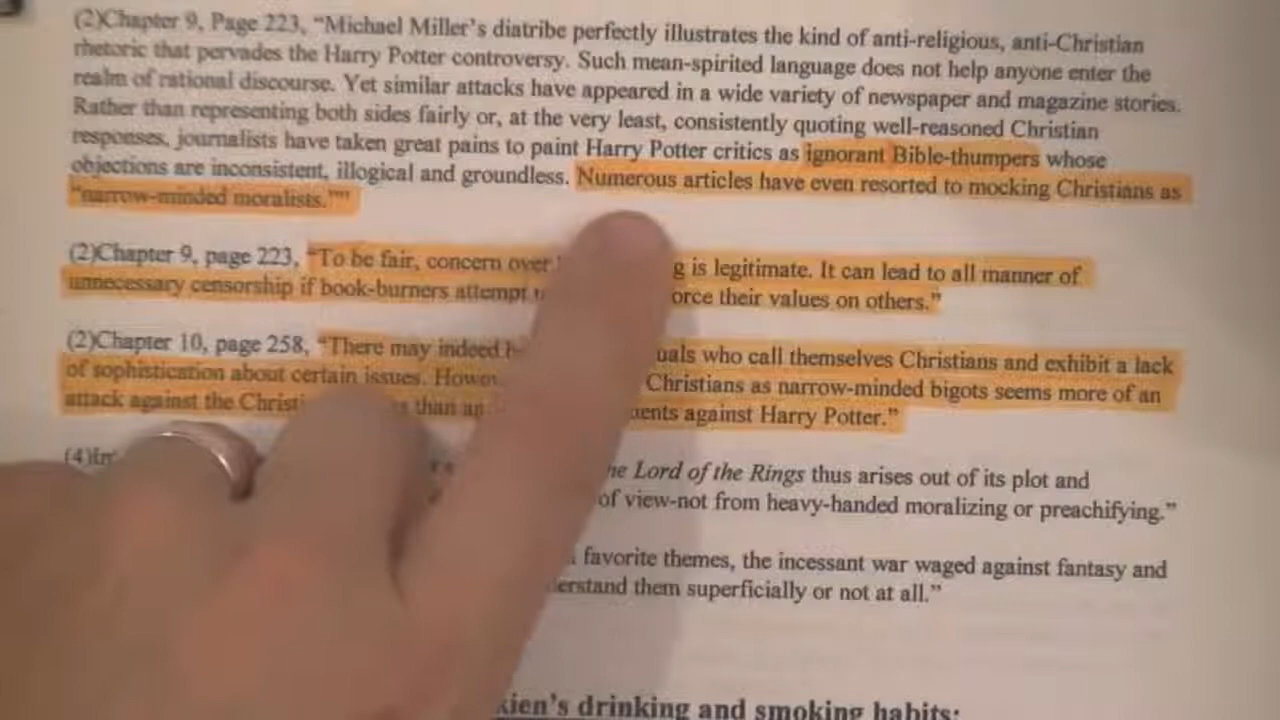 (2)Chapter 9, Page 223, “Michael Miller’s diatribe perfectly illustrates the kind of anti-religious, anti-Christian
rhetoric that pervades the Harry Potter controversy. Such mean-spirited language does not help anyone enter the
realm of rational discourse. Yet similar attacks have appeared in a wide variety of newspaper and magazine stories.
Rather than representing both sides fairly or, at the very least, consistently quoting well-reasoned Christian
responses, journalists have taken great pains to paint Harry Potter critics as ignorant Bible-thumpers whose
objections are inconsistent, illogical and groundless. Numerous articles have even resorted to mocking Christians as
“narrow-minded moralists.””
(2)Chapter 9, page 223, “To be fair, concern over g is legitimate. It can lead to all manner of
unnecessary censorship if book-burners attempt orce their values on others.”
(2)Chapter 10, page 258, “There may indeed uals who call themselves Christians and exhibit a lack
of sophistication about certain issues. Christians as narrow-minded bigots seems more of an
attack against the than ents against Harry Potter.”
(4) Lord of the Rings thus arises out of its plot and
of view-not from heavy-handed moralizing or preachifying.”
favorite themes, the incessant war waged against fantasy and
erstand them superficially or not at all.”
kien’s drinking and smoking habits: